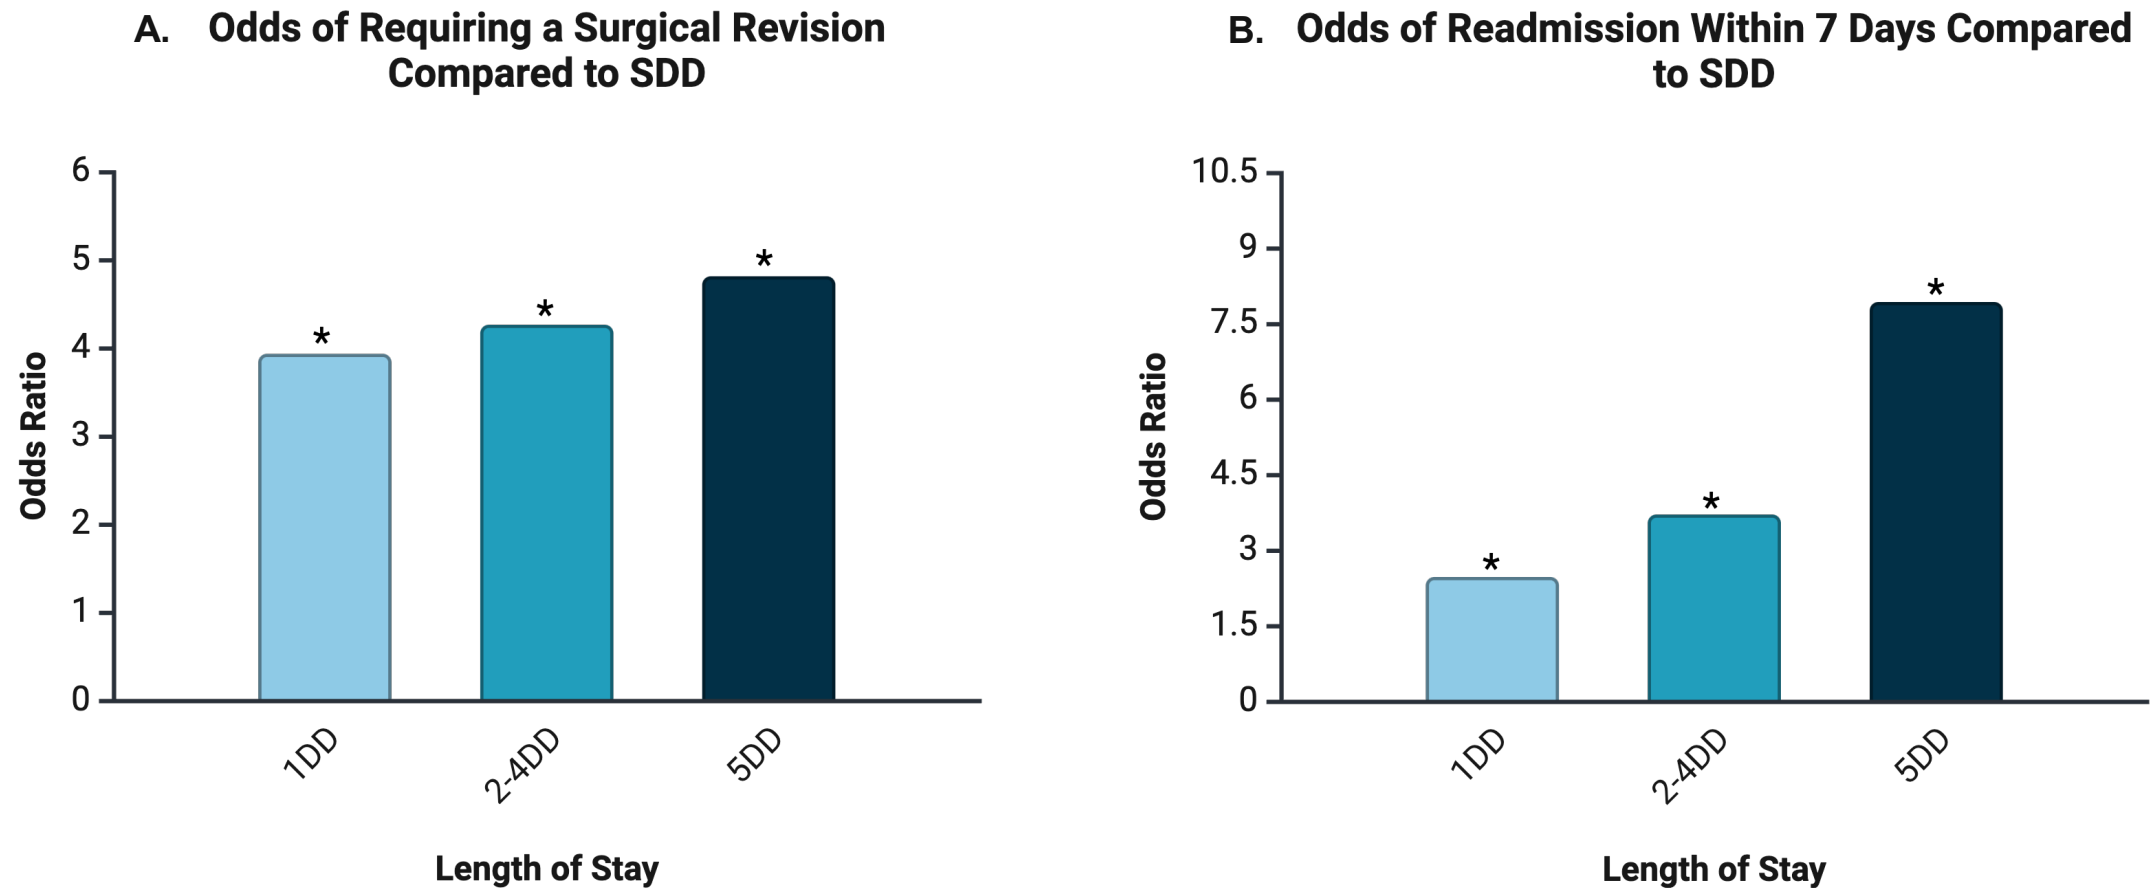 A. Odds of Requiring a Surgical Revision
Compared to SDD
6
5
4
3
2
1
0
Odds Ratio
*
*
*
1DD
2-4DD
5DD
Length of Stay
B. Odds of Readmission Within 7 Days Compared
to SDD
10.5
9
7.5
6
4.5
3
1.5
0
Odds Ratio
*
*
*
1DD
2-4DD
5DD
Length of Stay